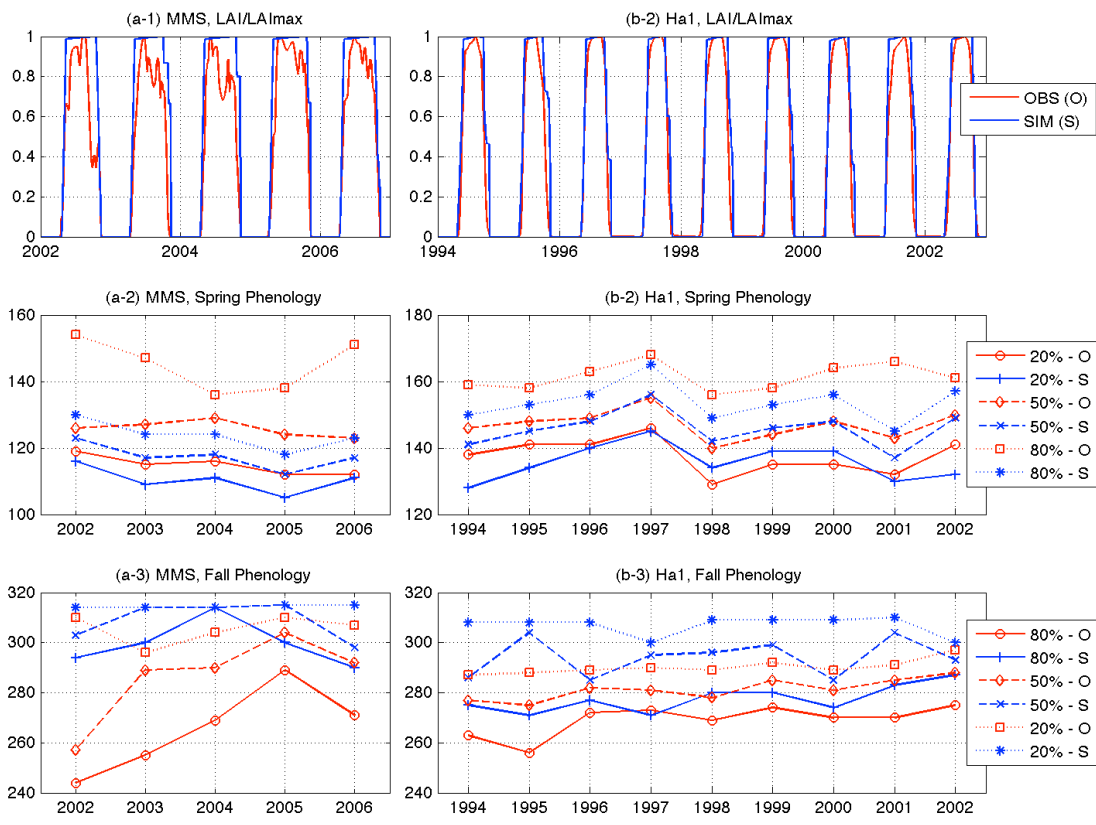 (a-1) MMS, LAI/LAImax
1
0.8
0.6
0.4
0.2
0
2002 2004 2006
(b-2) Ha1, LAI/LAImax
1
0.8
0.6
0.4
0.2
0
1994 1996 1998 2000 2002
OBS (O)
SIM (S)
(a-2) MMS, Spring Phenology
160
140
120
100
2002 2003 2004 2005 2006
(b-2) Ha1, Spring Phenology
180
160
140
120
1994 1995 1996 1997 1998 1999 2000 2001 2002
20% - O
20% - S
50% - O
50% - S
80% - O
80% - S
(a-3) MMS, Fall Phenology
320
300
280
260
240
2002 2003 2004 2005 2006
(b-3) Ha1, Fall Phenology
320
300
280
260
240
1994 1995 1996 1997 1998 1999 2000 2001 2002
80% - O
80% - S
50% - O
50% - S
20% - O
20% - S